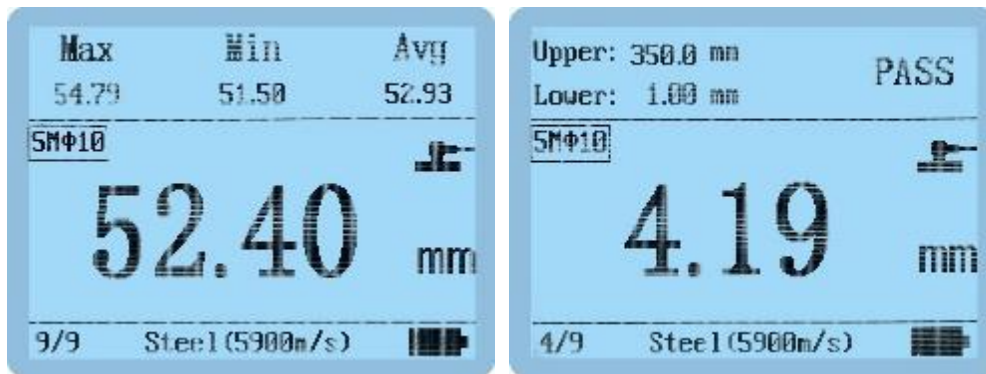 Max Min Avg
54.79 51.50 52.93
5MΦ10
52.40 mm
9/9 Steel(5900m/s)
Upper: 350.0 mm PASS
Lower: 1.00 mm
5MΦ10
4.19 mm
4/9 Steel(5900m/s)